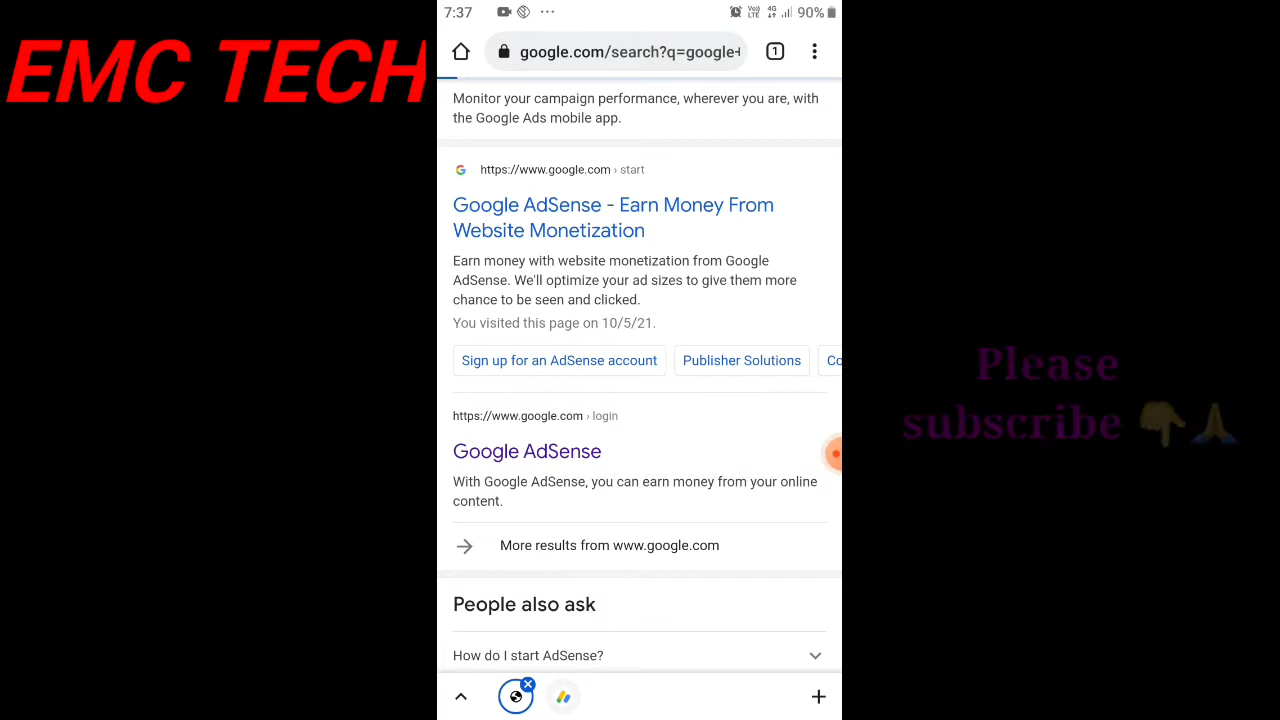 EMC TECH
7:37
90%
google.com/search?q=google+
1
Monitor your campaign performance, wherever you are, with
the Google Ads mobile app.
https://www.google.com › start
Google AdSense - Earn Money From
Website Monetization
Earn money with website monetization from Google
AdSense. We'll optimize your ad sizes to give them more
chance to be seen and clicked.
You visited this page on 10/5/21.
Sign up for an AdSense account
Publisher Solutions
Co
https://www.google.com › login
Google AdSense
With Google AdSense, you can earn money from your online
content.
More results from www.google.com
People also ask
How do I start AdSense?
Please
subscribe 👇🙏